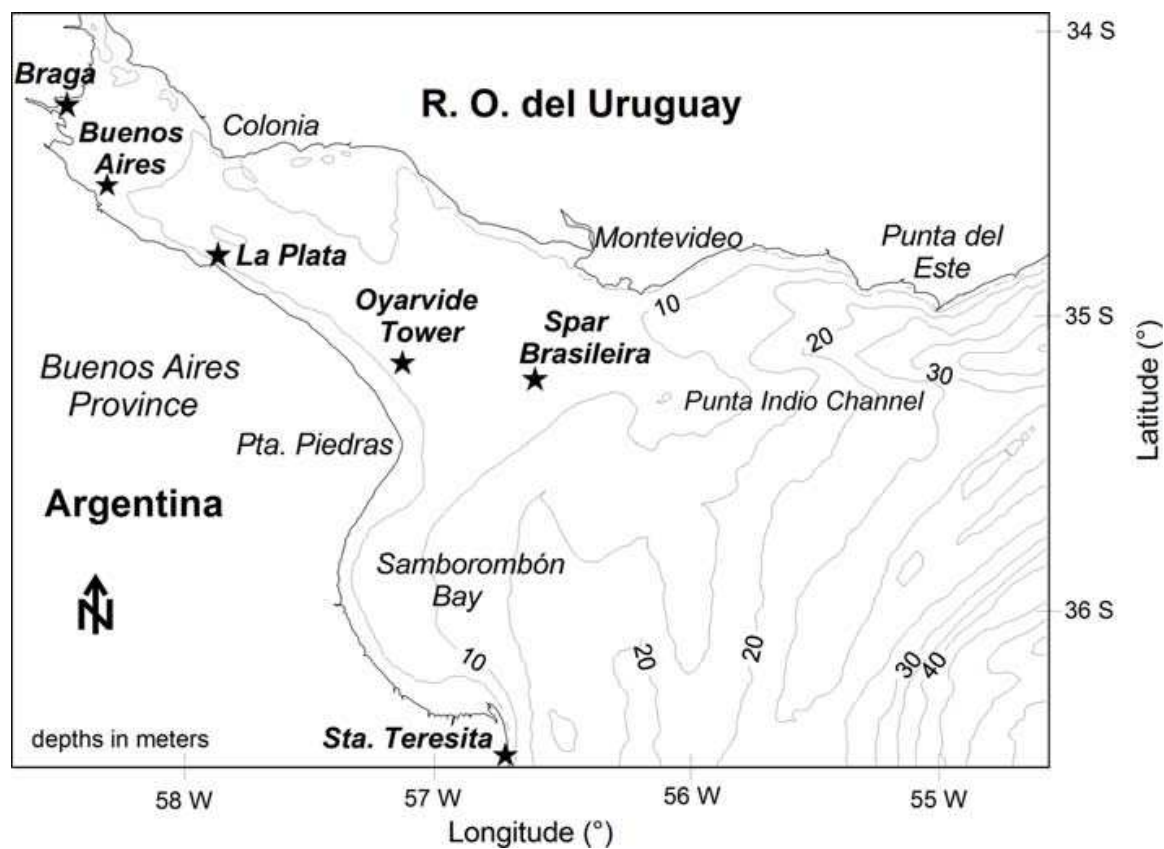 34 S
Braga
R. O. del Uruguay
Buenos
Aires
Colonia
Montevideo
Punta del
Este
La Plata
Oyarvide
Tower
Spar
Brasileira
10
20
30
35 S
Latitude (°)
Buenos Aires
Province
Punta Indio Channel
Pta. Piedras
Argentina
Samborombón
Bay
N
36 S
10
20
20
30
40
Sta. Teresita
depths in meters
58 W
57 W
56 W
55 W
Longitude (°)